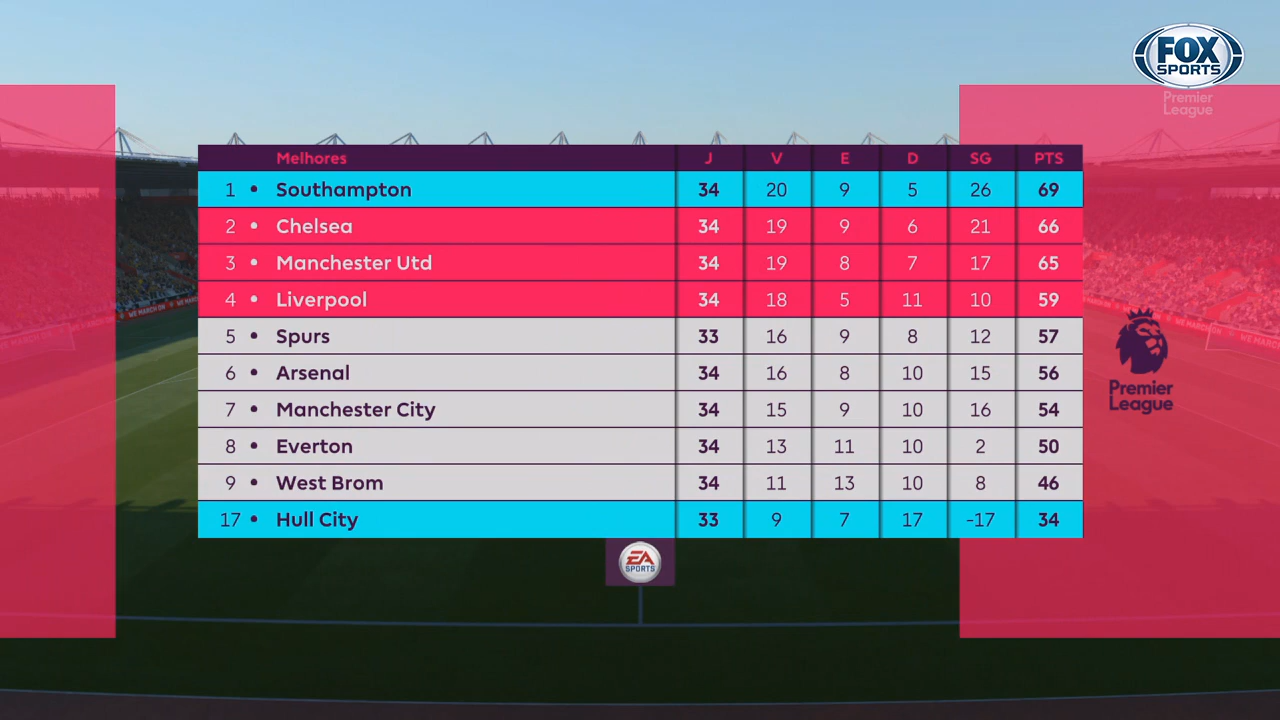 FOX
SPORTS
Premier
League
Melhores J V E D SG PTS
1 • Southampton 34 20 9 5 26 69
2 • Chelsea 34 19 9 6 21 66
3 • Manchester Utd 34 19 8 7 17 65
4 • Liverpool 34 18 5 11 10 59
5 • Spurs 33 16 9 8 12 57
6 • Arsenal 34 16 8 10 15 56
7 • Manchester City 34 15 9 10 16 54
8 • Everton 34 13 11 10 2 50
9 • West Brom 34 11 13 10 8 46
17 • Hull City 33 9 7 17 -17 34
WE MARCH ON
Premier
League
EA
SPORTS